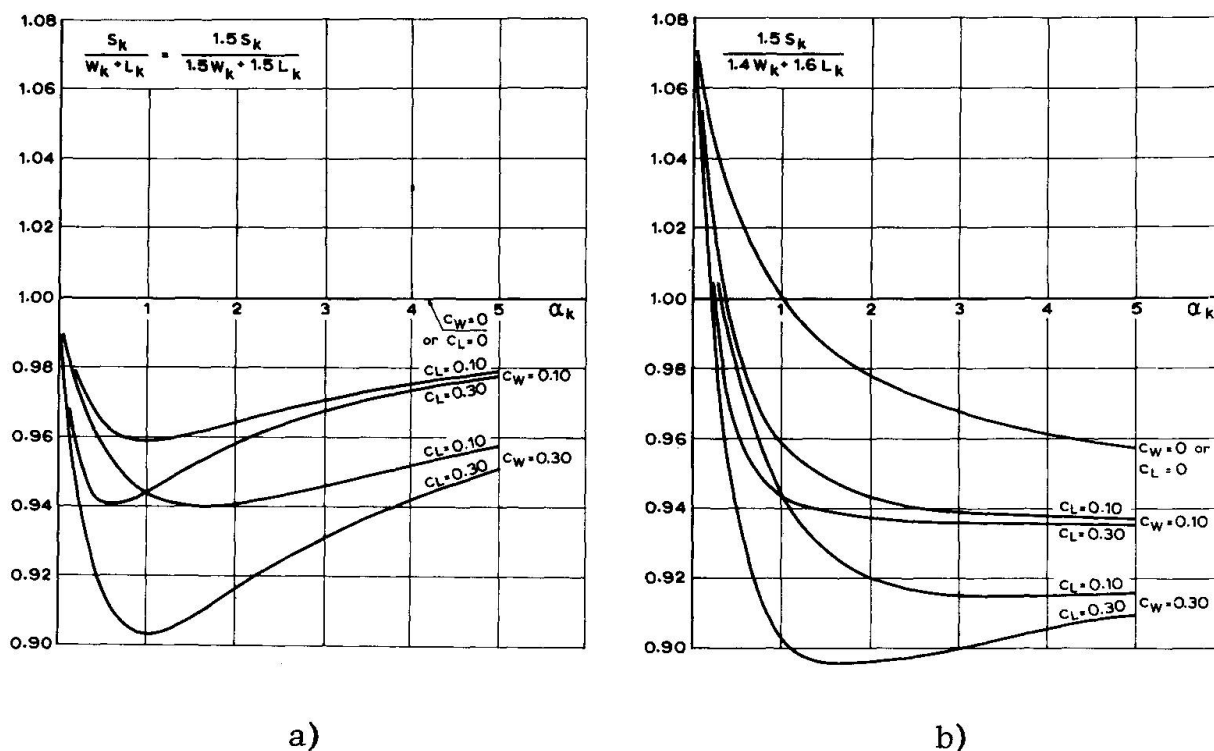 1.08
S_k / W_k + L_k = 1.5 S_k / 1.5 W_k + 1.5 L_k
1.06
1.04
1.02
1.00
1 2 3 4 5 α_k
C_W = 0
or C_L = 0
0.98
C_L = 0.10
C_L = 0.30
C_W = 0.10
0.96
C_L = 0.10
C_L = 0.30
C_W = 0.30
0.94
0.92
0.90
a)
1.08
1.5 S_k / 1.4 W_k + 1.6 L_k
1.06
1.04
1.02
1.00
1 2 3 4 5 α_k
0.98
0.96
C_W = 0 or
C_L = 0
0.94
C_L = 0.10
C_L = 0.30
C_W = 0.10
0.92
C_L = 0.10
C_L = 0.30
C_W = 0.30
0.90
b)